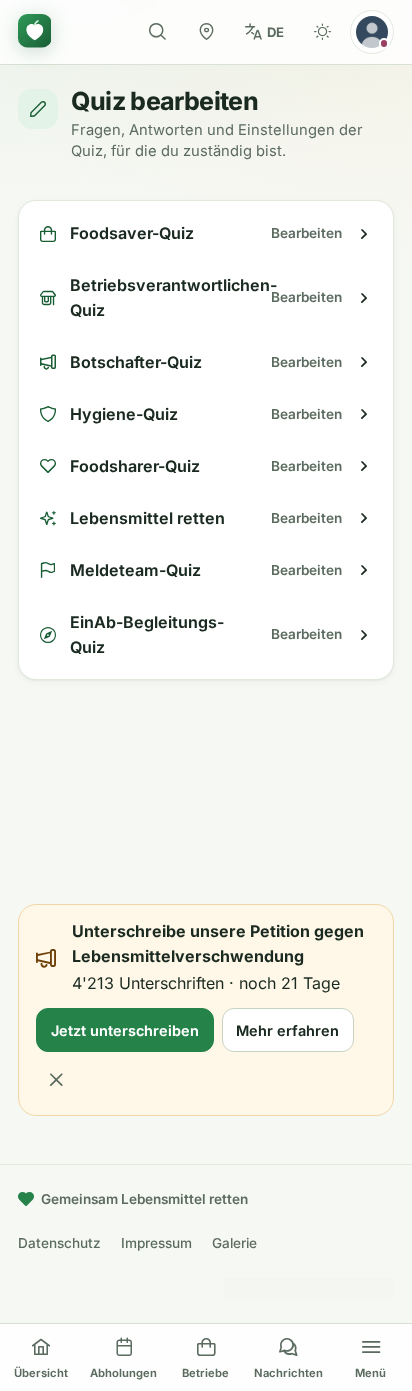 DE
Quiz bearbeiten
Fragen, Antworten und Einstellungen der
Quiz, für die du zuständig bist.
Foodsaver-Quiz Bearbeiten
Betriebsverantwortlichen-
Quiz Bearbeiten
Botschafter-Quiz Bearbeiten
Hygiene-Quiz Bearbeiten
Foodsharer-Quiz Bearbeiten
Lebensmittel retten Bearbeiten
Meldeteam-Quiz Bearbeiten
EinAb-Begleitungs-
Quiz Bearbeiten
Unterschreibe unsere Petition gegen
Lebensmittelverschwendung
4'213 Unterschriften · noch 21 Tage
Jetzt unterschreiben Mehr erfahren
Gemeinsam Lebensmittel retten
Datenschutz Impressum Galerie
Übersicht Abholungen Betriebe Nachrichten Menü